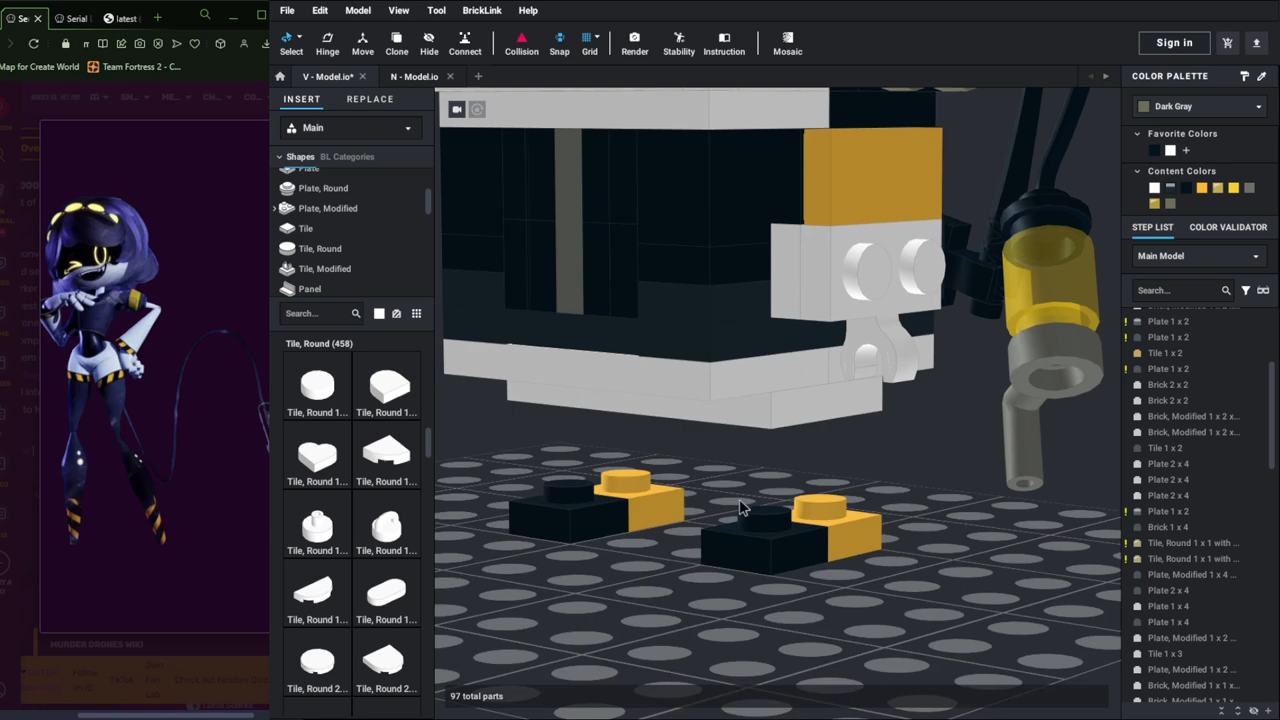 Se
Serial
latest
File Edit Model View Tool BrickLink Help
Select Hinge Move Clone Hide Connect Collision Snap Grid Render Stability Instruction Mosaic
Sign in
Map for Create World
Team Fortress 2 - C...
V - Model.io*
N - Model.io
INSERT REPLACE
Main
Shapes BL Categories
Plate
Plate, Round
Plate, Modified
Tile
Tile, Round
Tile, Modified
Panel
Search...
Tile, Round (458)
Tile, Round 1... Tile, Round 1...
Tile, Round 1... Tile, Round 1...
Tile, Round 1... Tile, Round 1...
Tile, Round 1... Tile, Round 1...
Tile, Round 2... Tile, Round 2...
MURDER DRONES WIKI
97 total parts
COLOR PALETTE
Dark Gray
Favorite Colors
Content Colors
STEP LIST COLOR VALIDATOR
Main Model
Search...
Plate 1 x 2
Plate 1 x 2
Tile 1 x 2
Plate 1 x 2
Brick 2 x 2
Brick 2 x 2
Brick, Modified 1 x 2 x...
Brick, Modified 1 x 2 x...
Tile 1 x 2
Plate 2 x 4
Plate 2 x 4
Plate 2 x 4
Plate 1 x 2
Brick 1 x 4
Tile, Round 1 x 1 with ...
Tile, Round 1 x 1 with ...
Plate, Modified 1 x 4 ...
Plate 2 x 4
Plate 1 x 4
Plate 1 x 4
Plate, Modified 1 x 2 ...
Tile 1 x 3
Plate, Modified 1 x 2 ...
Brick, Modified 1 x 1 x...
Brick, Modified 1 x 1 x...